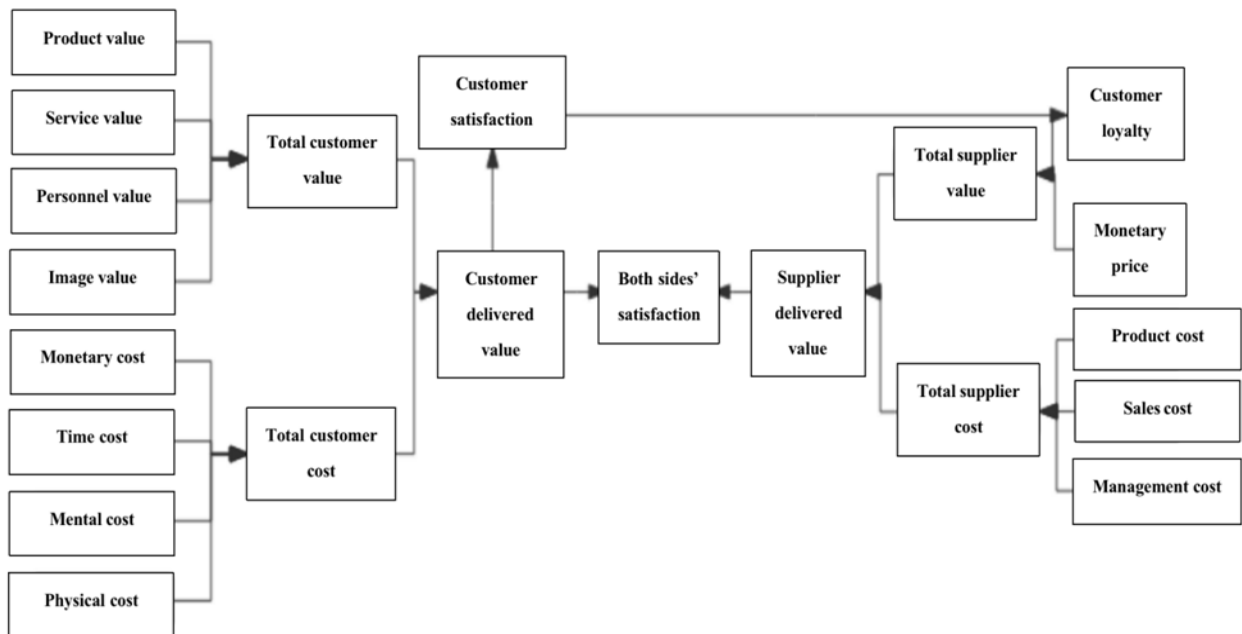 Product value
Service value
Personnel value
Image value
Monetary cost
Time cost
Mental cost
Physical cost
Total customer
value
Total customer
cost
Customer
satisfaction
Customer
delivered
value
Both sides’
satisfaction
Supplier
delivered
value
Total supplier
value
Total supplier
cost
Customer
loyalty
Monetary
price
Product cost
Sales cost
Management cost